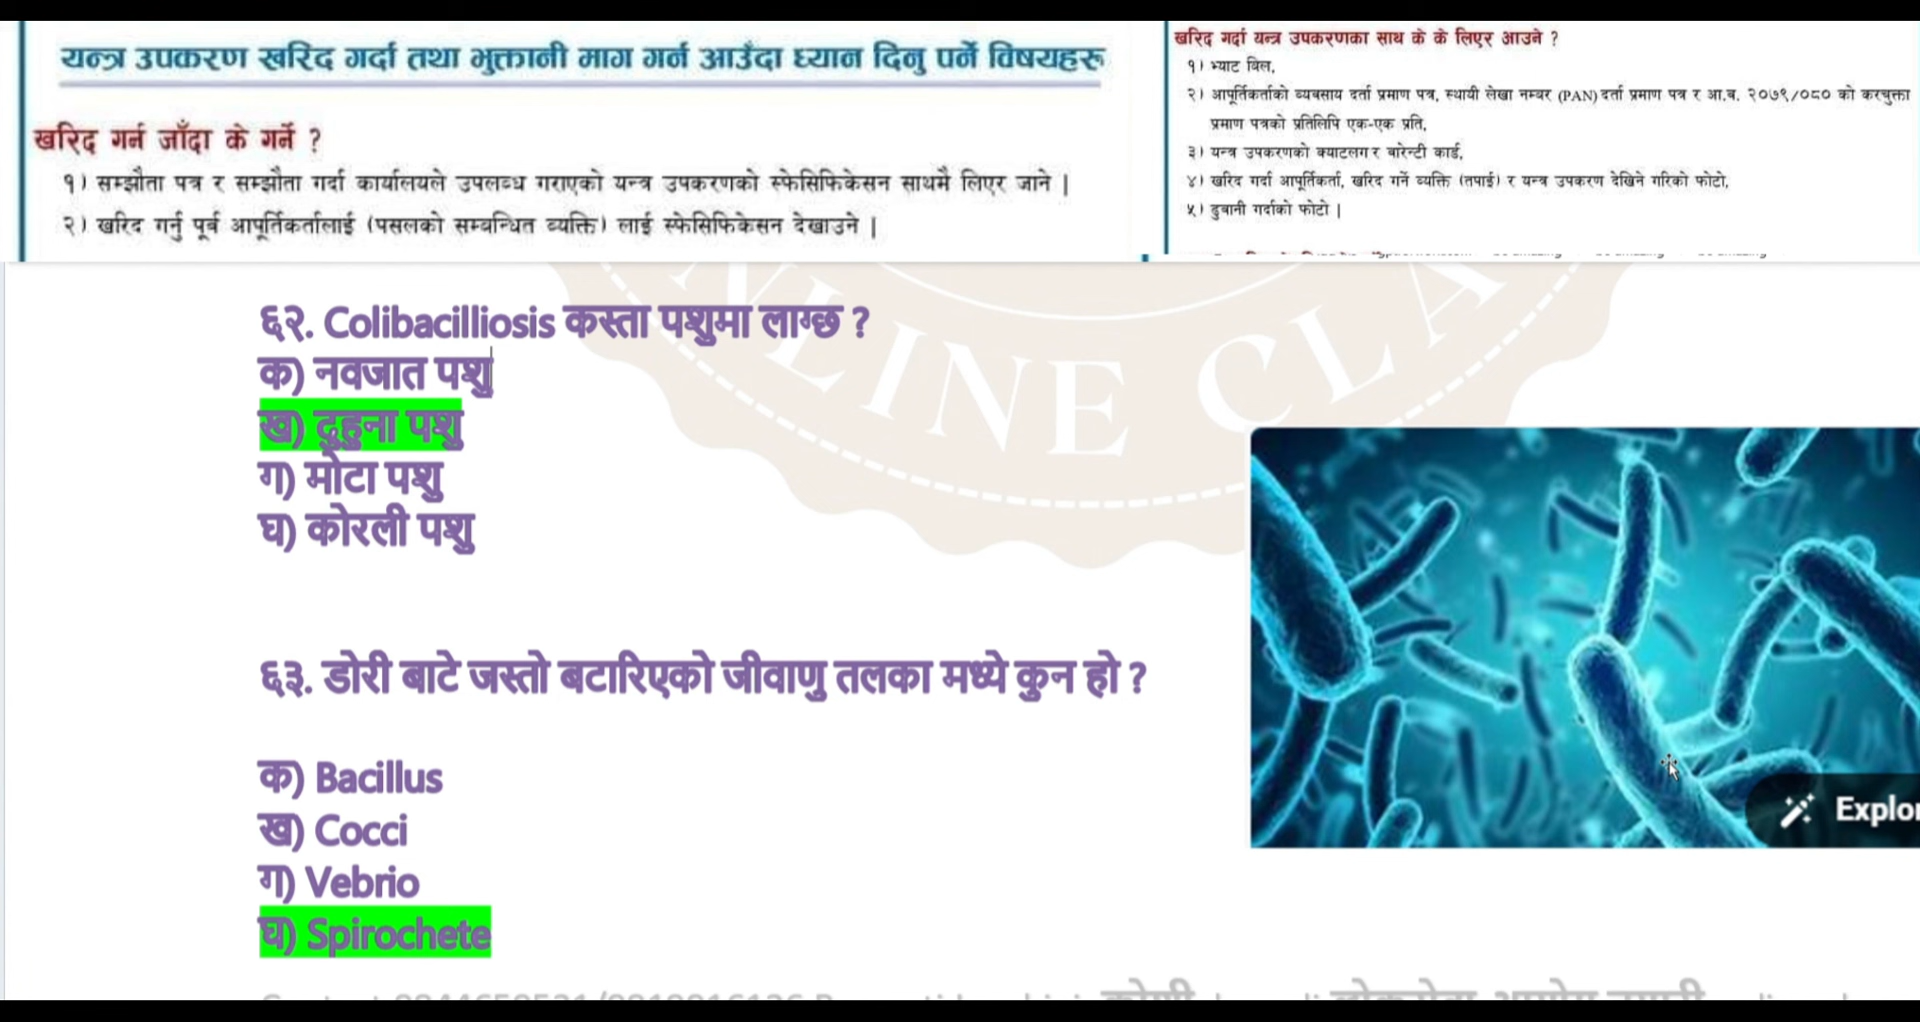 यन्त्र उपकरण खरिद गर्दा तथा भुक्तानी माग गर्न आउँदा ध्यान दिनु पर्ने विषयहरू
खरिद गर्न जाँदा के गर्ने ?
१) सम्झौता पत्र र सम्झौता गर्दा कार्यालयले उपलब्ध गराएको यन्त्र उपकरणको स्फेसिफिकेसन साथमै लिएर जाने |
२) खरिद गर्नु पूर्व आपूर्तिकर्तालाई (पसलको सम्बन्धित व्यक्ति) लाई स्फेसिफिकेसन देखाउने |
खरिद गर्दा यन्त्र उपकरणका साथ के के लिएर आउने ?
१) भ्याट बिल,
२) आपूर्तिकर्ताको व्यवसाय दर्ता प्रमाण पत्र, स्थायी लेखा नम्बर (PAN) दर्ता प्रमाण पत्र र आ.ब. २०७९/०८० को करचुक्ता
प्रमाण पत्रको प्रतिलिपि एक-एक प्रति,
३) यन्त्र उपकरणको क्याटलग र बारेन्टी कार्ड,
४) खरिद गर्दा आपूर्तिकर्ता, खरिद गर्ने व्यक्ति (तपाई) र यन्त्र उपकरण देखिने गरिको फोटो,
५) ढुवानी गर्दाको फोटो |
NLINE CLA
६२. Colibacilliosis कस्ता पशुमा लाग्छ ?
क) नवजात पशु
ख) दुहुना पशु
ग) मोटा पशु
घ) कोरली पशु
६३. डोरी बाटे जस्तो बटारिएको जीवाणु तलका मध्ये कुन हो ?
क) Bacillus
ख) Cocci
ग) Vebrio
घ) Spirochete
Explor